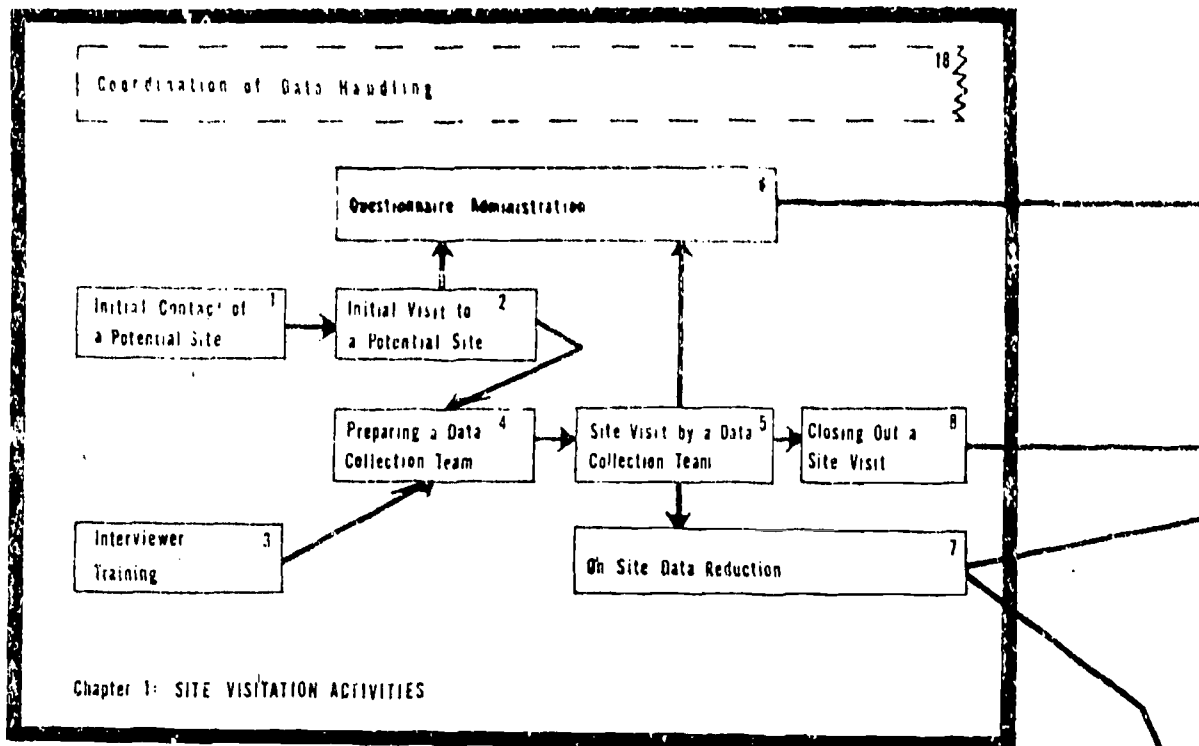 18
Coordination of Data Handling
6
Questionnaire Administration
1
Initial Contact of
a Potential Site
2
Initial Visit to
a Potential Site
4
Preparing a Data
Collection Team
5
Site Visit by a Data
Collection Team
8
Closing Out a
Site Visit
3
Interviewer
Training
7
On Site Data Reduction
Chapter 1: SITE VISITATION ACTIVITIES